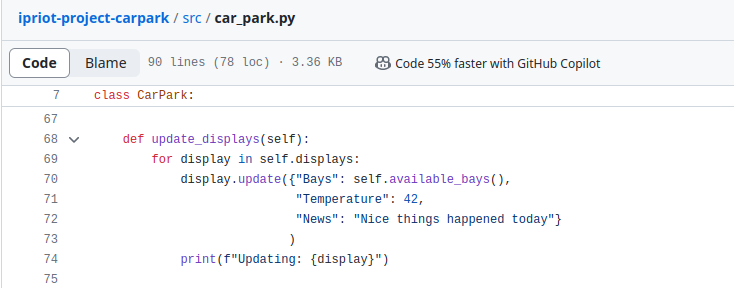 ipriot-project-carpark / src / car_park.py
Code Blame 90 lines (78 loc) · 3.36 KB Code 55% faster with GitHub Copilot
7 class CarPark:
67
68 def update_displays(self):
69 for display in self.displays:
70 display.update({"Bays": self.available_bays(),
71 "Temperature": 42,
72 "News": "Nice things happened today"}
73 )
74 print(f"Updating: {display}")
75